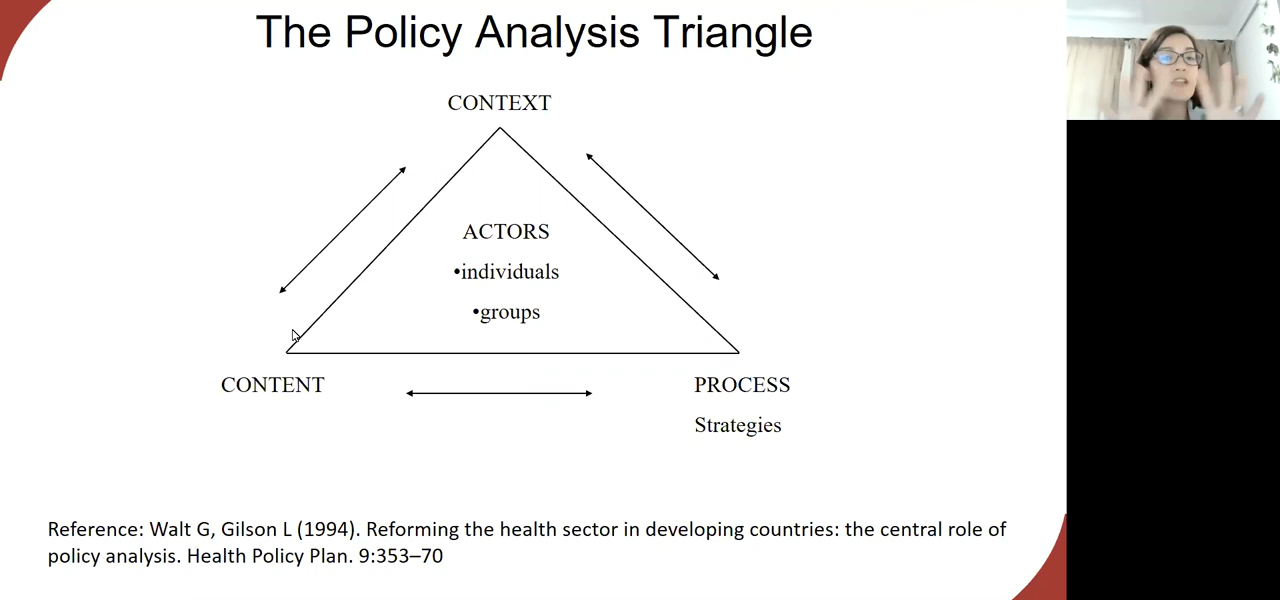 The Policy Analysis Triangle
CONTEXT
ACTORS
•individuals
•groups
CONTENT
PROCESS
Strategies
Reference: Walt G, Gilson L (1994). Reforming the health sector in developing countries: the central role of
policy analysis. Health Policy Plan. 9:353–70